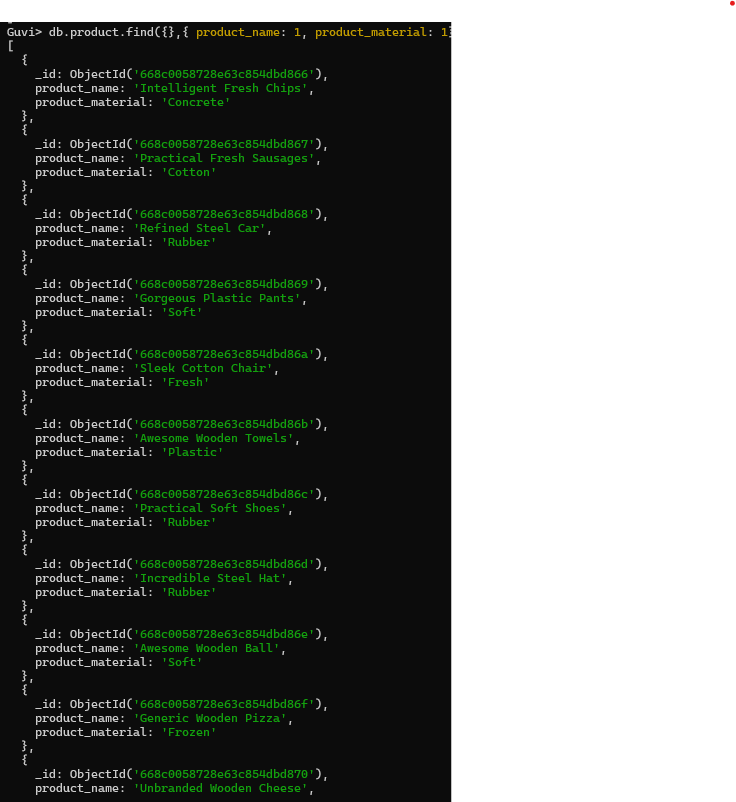 Guvi> db.product.find({},{ product_name: 1, product_material: 1}
[
  {
    _id: ObjectId('668c0058728e63c854dbd866'),
    product_name: 'Intelligent Fresh Chips',
    product_material: 'Concrete'
  },
  {
    _id: ObjectId('668c0058728e63c854dbd867'),
    product_name: 'Practical Fresh Sausages',
    product_material: 'Cotton'
  },
  {
    _id: ObjectId('668c0058728e63c854dbd868'),
    product_name: 'Refined Steel Car',
    product_material: 'Rubber'
  },
  {
    _id: ObjectId('668c0058728e63c854dbd869'),
    product_name: 'Gorgeous Plastic Pants',
    product_material: 'Soft'
  },
  {
    _id: ObjectId('668c0058728e63c854dbd86a'),
    product_name: 'Sleek Cotton Chair',
    product_material: 'Fresh'
  },
  {
    _id: ObjectId('668c0058728e63c854dbd86b'),
    product_name: 'Awesome Wooden Towels',
    product_material: 'Plastic'
  },
  {
    _id: ObjectId('668c0058728e63c854dbd86c'),
    product_name: 'Practical Soft Shoes',
    product_material: 'Rubber'
  },
  {
    _id: ObjectId('668c0058728e63c854dbd86d'),
    product_name: 'Incredible Steel Hat',
    product_material: 'Rubber'
  },
  {
    _id: ObjectId('668c0058728e63c854dbd86e'),
    product_name: 'Awesome Wooden Ball',
    product_material: 'Soft'
  },
  {
    _id: ObjectId('668c0058728e63c854dbd86f'),
    product_name: 'Generic Wooden Pizza',
    product_material: 'Frozen'
  },
  {
    _id: ObjectId('668c0058728e63c854dbd870'),
    product_name: 'Unbranded Wooden Cheese',